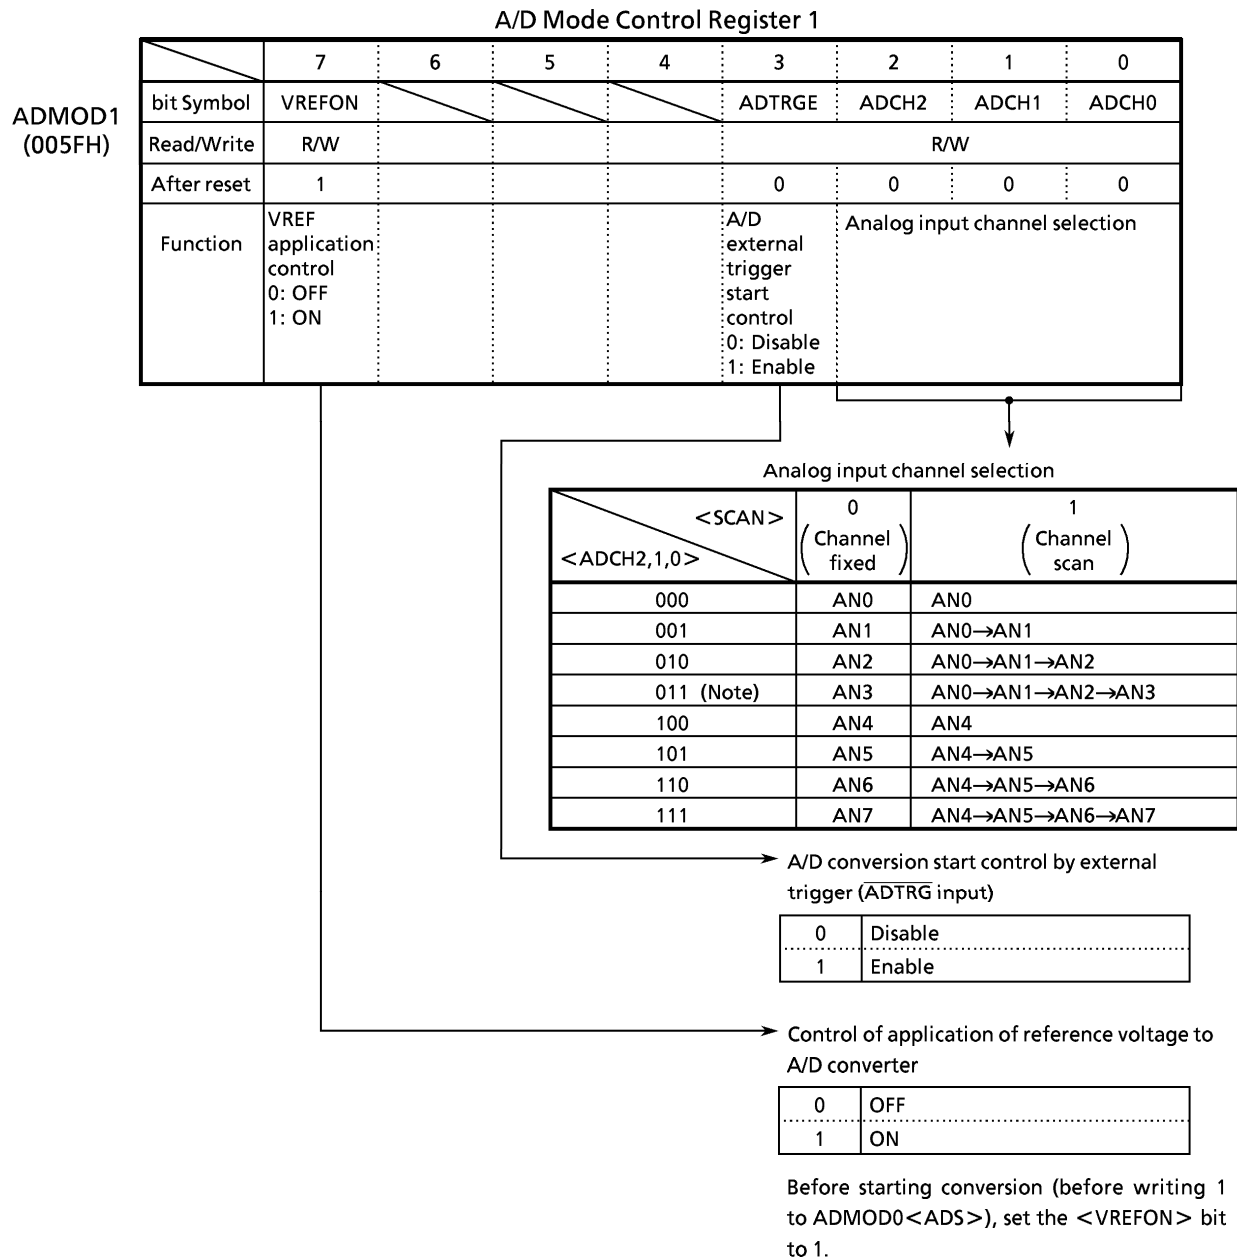 A/D Mode Control Register 1
7 6 5 4 3 2 1 0
ADMOD1
(005FH)
bit Symbol VREFON ADTRGE ADCH2 ADCH1 ADCH0
Read/Write R/W R/W
After reset 1 0 0 0 0
Function
VREF
application
control
0: OFF
1: ON
A/D
external
trigger
start
control
0: Disable
1: Enable
Analog input channel selection
Analog input channel selection
<SCAN>
<ADCH2,1,0>
0
(Channel
fixed)
1
(Channel
scan)
000 AN0 AN0
001 AN1 AN0→AN1
010 AN2 AN0→AN1→AN2
011 (Note) AN3 AN0→AN1→AN2→AN3
100 AN4 AN4
101 AN5 AN4→AN5
110 AN6 AN4→AN5→AN6
111 AN7 AN4→AN5→AN6→AN7
A/D conversion start control by external
trigger (ADTRG input)
0 Disable
1 Enable
Control of application of reference voltage to
A/D converter
0 OFF
1 ON
Before starting conversion (before writing 1
to ADMOD0<ADS>), set the <VREFON> bit
to 1.